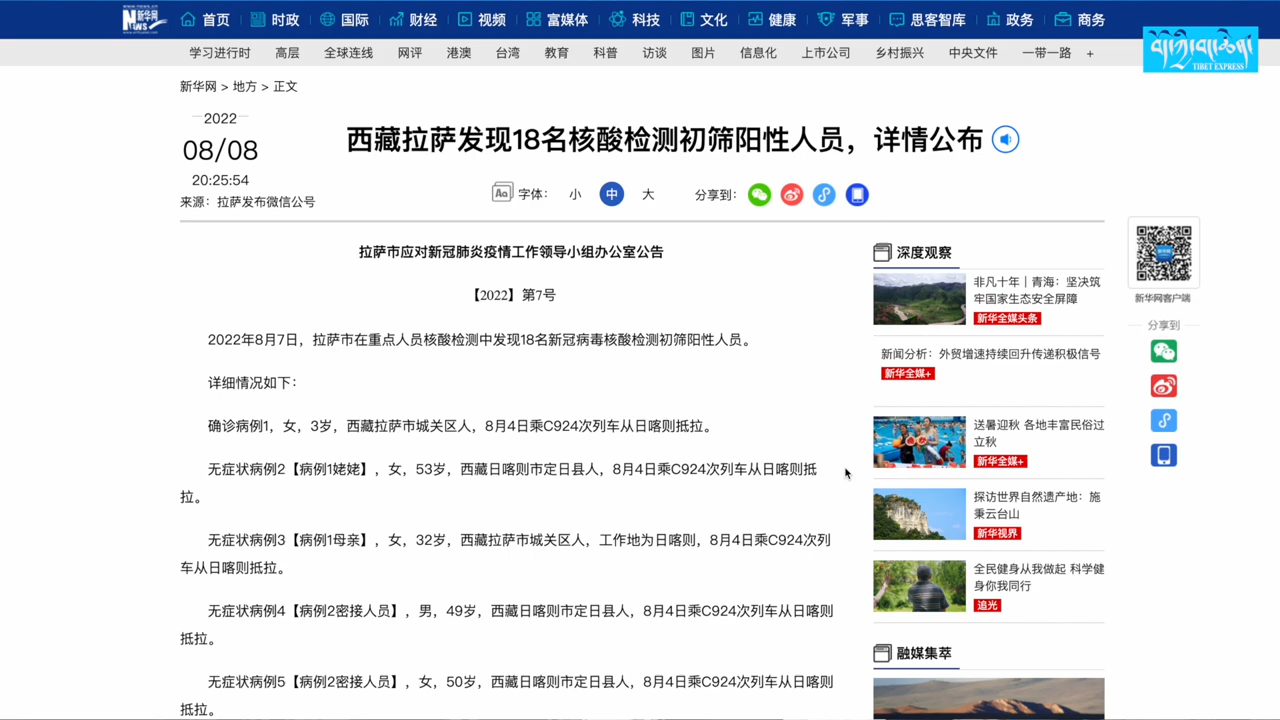 新华网
首页 时政 国际 财经 视频 富媒体 科技 文化 健康 军事 思客智库 政务 商务
学习进行时 高层 全球连线 网评 港澳 台湾 教育 科普 访谈 图片 信息化 上市公司 乡村振兴 中央文件 一带一路 +
བོད་ཀྱི་བང་ཆེན།
TIBET EXPRESS
新华网 > 地方 > 正文
2022
08/08
20:25:54
来源：拉萨发布微信公号
西藏拉萨发现18名核酸检测初筛阳性人员，详情公布
Aa 字体： 小 中 大 分享到：
拉萨市应对新冠肺炎疫情工作领导小组办公室公告
【2022】第7号
2022年8月7日，拉萨市在重点人员核酸检测中发现18名新冠病毒核酸检测初筛阳性人员。
详细情况如下：
确诊病例1，女，3岁，西藏拉萨市城关区人，8月4日乘C924次列车从日喀则抵拉。
无症状病例2【病例1姥姥】，女，53岁，西藏日喀则市定日县人，8月4日乘C924次列车从日喀则抵
拉。
无症状病例3【病例1母亲】，女，32岁，西藏拉萨市城关区人，工作地为日喀则，8月4日乘C924次列
车从日喀则抵拉。
无症状病例4【病例2密接人员】，男，49岁，西藏日喀则市定日县人，8月4日乘C924次列车从日喀则
抵拉。
无症状病例5【病例2密接人员】，女，50岁，西藏日喀则市定日县人，8月4日乘C924次列车从日喀则
抵拉。
深度观察
非凡十年｜青海：坚决筑
牢国家生态安全屏障
新华全媒头条
新闻分析：外贸增速持续回升传递积极信号
新华全媒+
送暑迎秋 各地丰富民俗过
立秋
新华全媒+
探访世界自然遗产地：施
秉云台山
新华视界
全民健身从我做起 科学健
身你我同行
追光
融媒集萃
新华网客户端
分享到